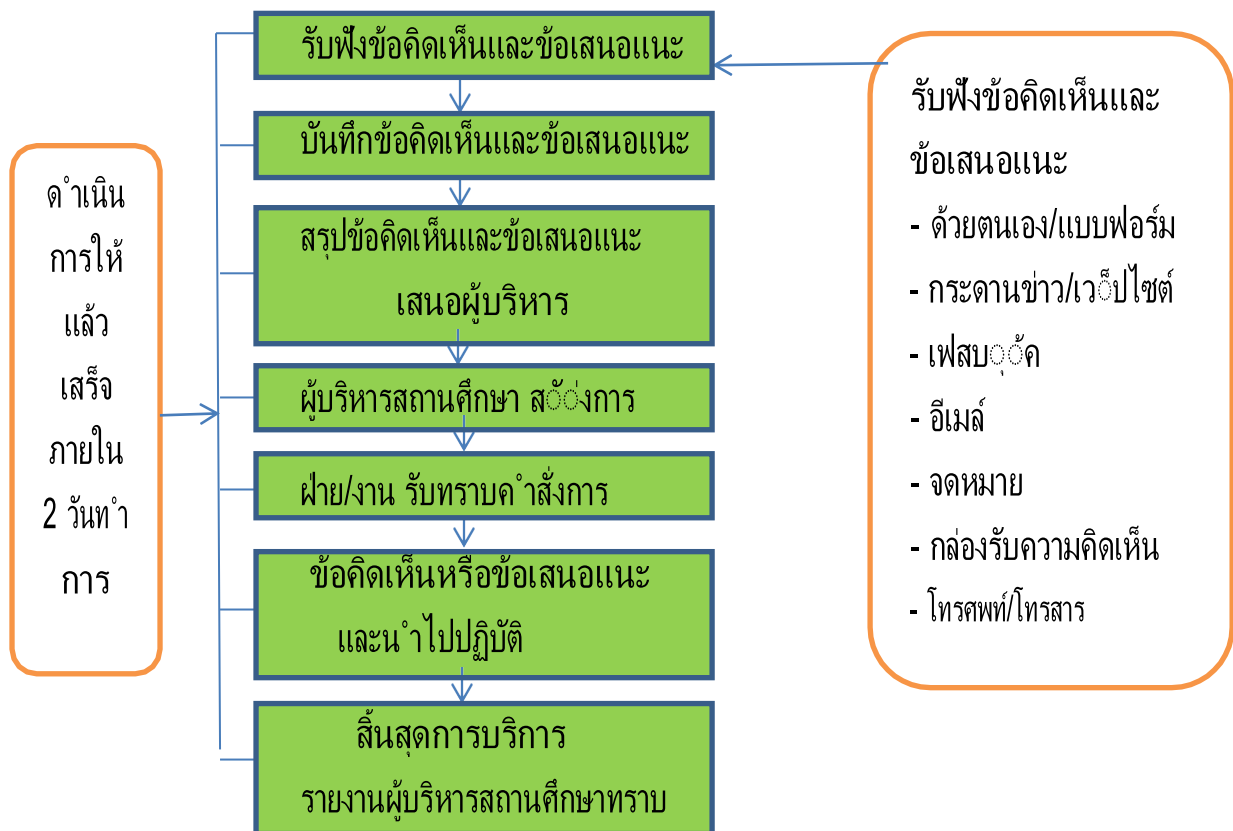 รับฟังข้อคิดเห็นและข้อเสนอแนะ
บันทึกข้อคิดเห็นและข้อเสนอแนะ
สรุปข้อคิดเห็นและข้อเสนอแนะ
เสนอผู้บริหาร
ผู้บริหารสถานศึกษา สั่งการ
ฝ่าย/งาน รับทราบคำสั่งการ
ข้อคิดเห็นหรือข้อเสนอแนะ
และนำไปปฏิบัติ
สิ้นสุดการบริการ
รายงานผู้บริหารสถานศึกษาทราบ
ดำเนิน
การให้
แล้ว
เสร็จ
ภายใน
2 วันทำ
การ
รับฟังข้อคิดเห็นและ
ข้อเสนอแนะ
- ด้วยตนเอง/แบบฟอร์ม
- กระดานข่าว/เว็ปไซต์
- เฟสบุ้ค
- อีเมล์
- จดหมาย
- กล่องรับความคิดเห็น
- โทรศพท์/โทรสาร